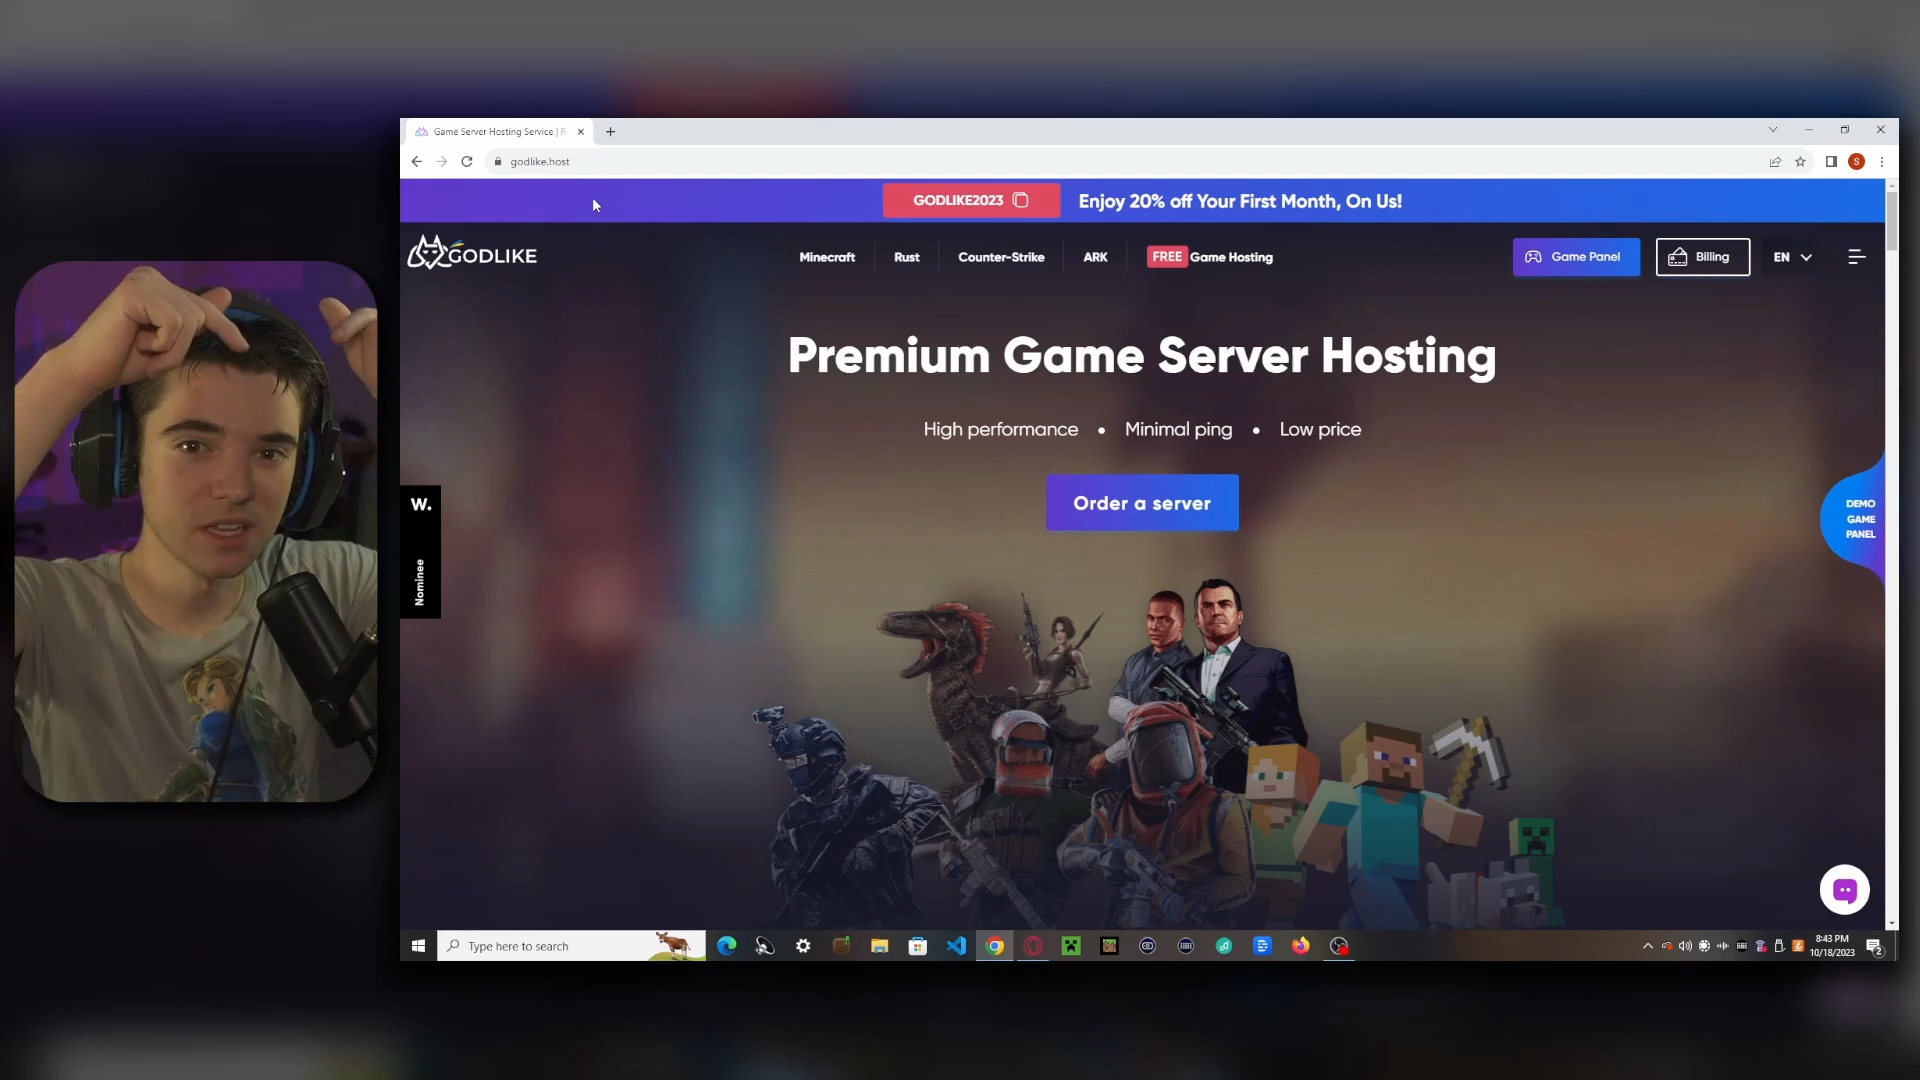 Game Server Hosting Service | R
godlike.host
S
GODLIKE2023
Enjoy 20% off Your First Month, On Us!
GODLIKE
Minecraft
Rust
Counter-Strike
ARK
FREE Game Hosting
Game Panel
Billing
EN
Premium Game Server Hosting
High performance • Minimal ping • Low price
Order a server
W.
Nominee
DEMO
GAME
PANEL
Type here to search
8:43 PM
10/18/2023
2